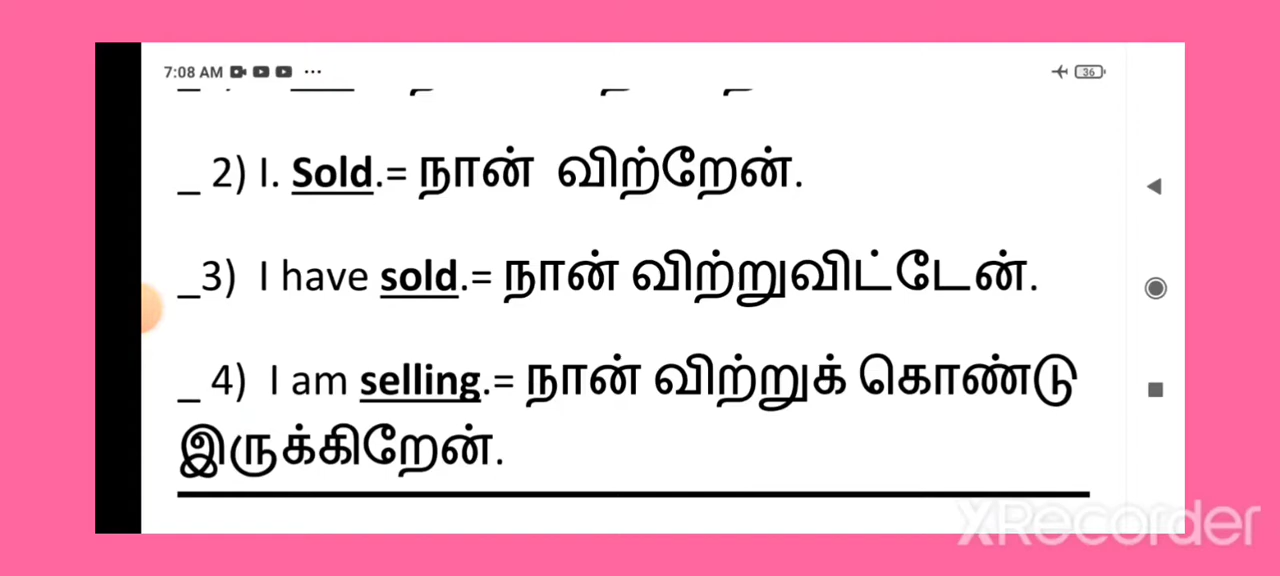 7:08 AM ... 36
_ 2) I. Sold.= நான் விற்றேன்.
_3) I have sold.= நான் விற்றுவிட்டேன்.
_ 4) I am selling.= நான் விற்றுக் கொண்டு
இருக்கிறேன்.
XRecorder